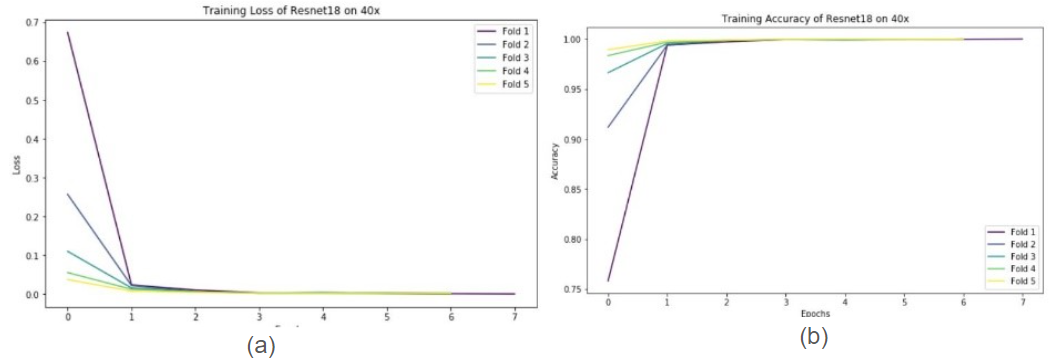 Training Loss of Resnet18 on 40x
0.7
0.6
0.5
0.4
0.3
0.2
0.1
0.0
Loss
Fold 1
Fold 2
Fold 3
Fold 4
Fold 5
0 1 2 3 4 5 6 7
(a)
Training Accuracy of Resnet18 on 40x
1.00
0.95
0.90
0.85
0.80
0.75
Accuracy
Fold 1
Fold 2
Fold 3
Fold 4
Fold 5
0 1 2 3 4 5 6 7
Epochs
(b)